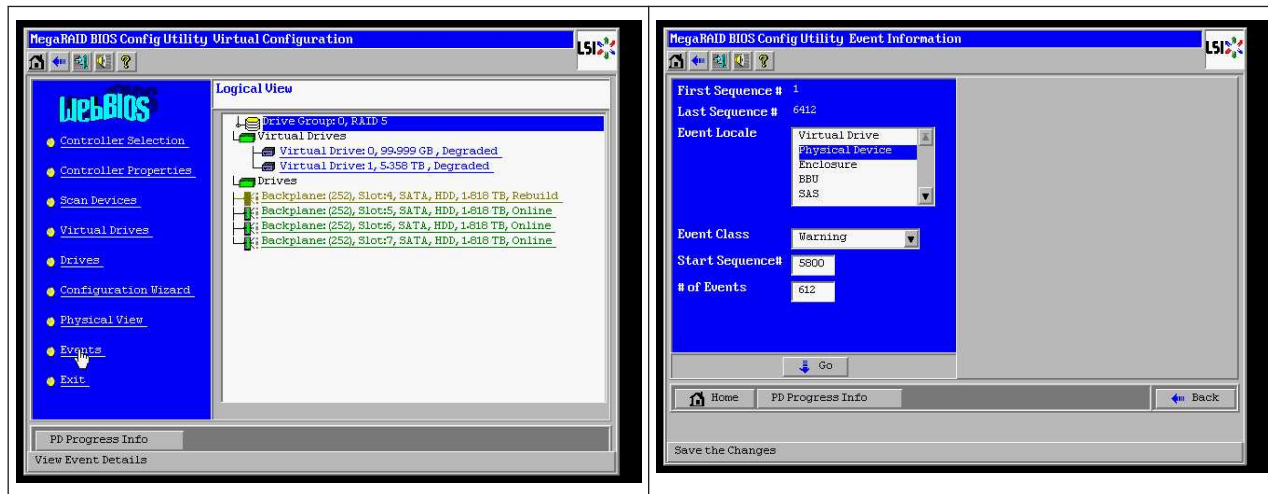 MegaRAID BIOS Config Utility Virtual Configuration
LSI
WebBIOS
Controller Selection
Controller Properties
Scan Devices
Virtual Drives
Drives
Configuration Wizard
Physical View
Events
Exit
Logical View
Drive Group: 0, RAID 5
Virtual Drives
Virtual Drive: 0, 99.999 GB , Degraded
Virtual Drive: 1, 5.358 TB , Degraded
Drives
Backplane: (252), Slot:4, SATA, HDD, 1.818 TB, Rebuild
Backplane: (252), Slot:5, SATA, HDD, 1.818 TB, Online
Backplane: (252), Slot:6, SATA, HDD, 1.818 TB, Online
Backplane: (252), Slot:7, SATA, HDD, 1.818 TB, Online
PD Progress Info
View Event Details
MegaRAID BIOS Config Utility Event Information
LSI
First Sequence # 1
Last Sequence # 6412
Event Locale
Virtual Drive
Physical Device
Enclosure
BBU
SAS
Event Class Warning
Start Sequence# 5800
# of Events 612
Go
Home PD Progress Info Back
Save the Changes